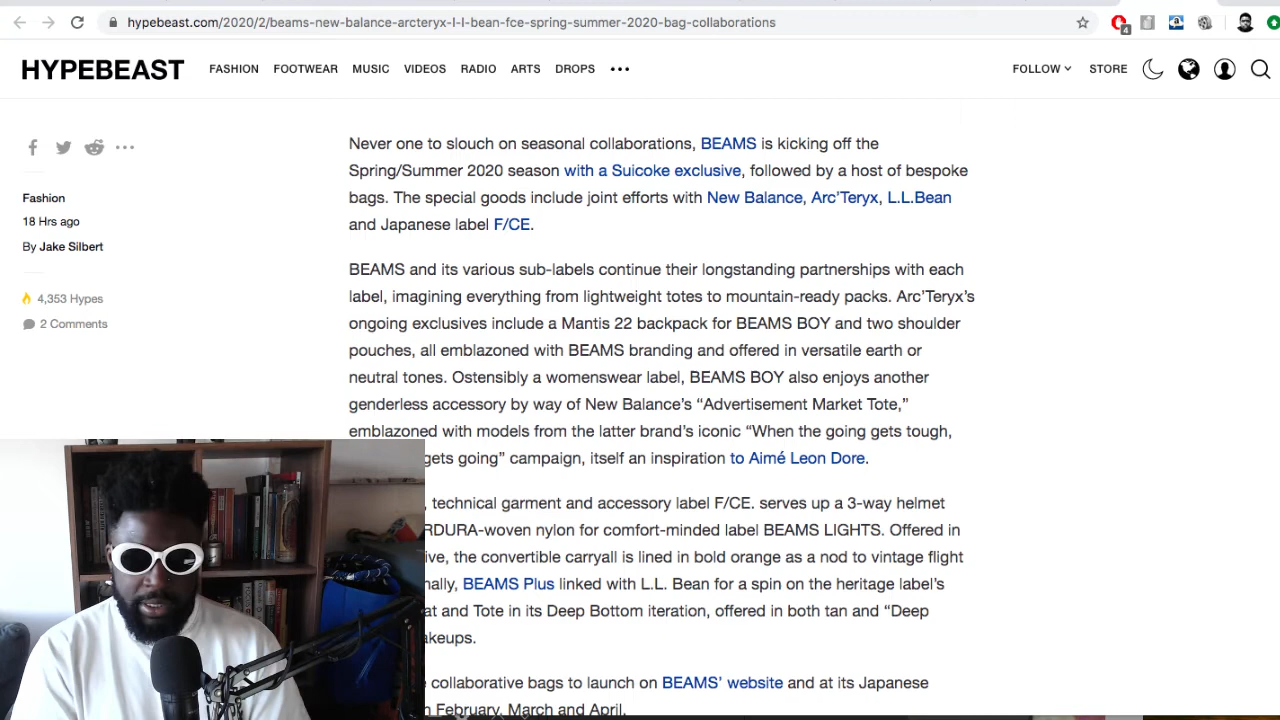 hypebeast.com/2020/2/beams-new-balance-arcteryx-l-l-bean-fce-spring-summer-2020-bag-collaborations
4
HYPEBEAST FASHION FOOTWEAR MUSIC VIDEOS RADIO ARTS DROPS FOLLOW STORE
Fashion
18 Hrs ago
By Jake Silbert
4,353 Hypes
2 Comments
Never one to slouch on seasonal collaborations, BEAMS is kicking off the
Spring/Summer 2020 season with a Suicoke exclusive, followed by a host of bespoke
bags. The special goods include joint efforts with New Balance, Arc’Teryx, L.L.Bean
and Japanese label F/CE.
BEAMS and its various sub-labels continue their longstanding partnerships with each
label, imagining everything from lightweight totes to mountain-ready packs. Arc’Teryx’s
ongoing exclusives include a Mantis 22 backpack for BEAMS BOY and two shoulder
pouches, all emblazoned with BEAMS branding and offered in versatile earth or
neutral tones. Ostensibly a womenswear label, BEAMS BOY also enjoys another
genderless accessory by way of New Balance’s “Advertisement Market Tote,”
emblazoned with models from the latter brand’s iconic “When the going gets tough,
gets going” campaign, itself an inspiration to Aimé Leon Dore.
, technical garment and accessory label F/CE. serves up a 3-way helmet
RDURA-woven nylon for comfort-minded label BEAMS LIGHTS. Offered in
ive, the convertible carryall is lined in bold orange as a nod to vintage flight
nally, BEAMS Plus linked with L.L. Bean for a spin on the heritage label’s
at and Tote in its Deep Bottom iteration, offered in both tan and “Deep
akeups.
collaborative bags to launch on BEAMS’ website and at its Japanese
n February, March and April.